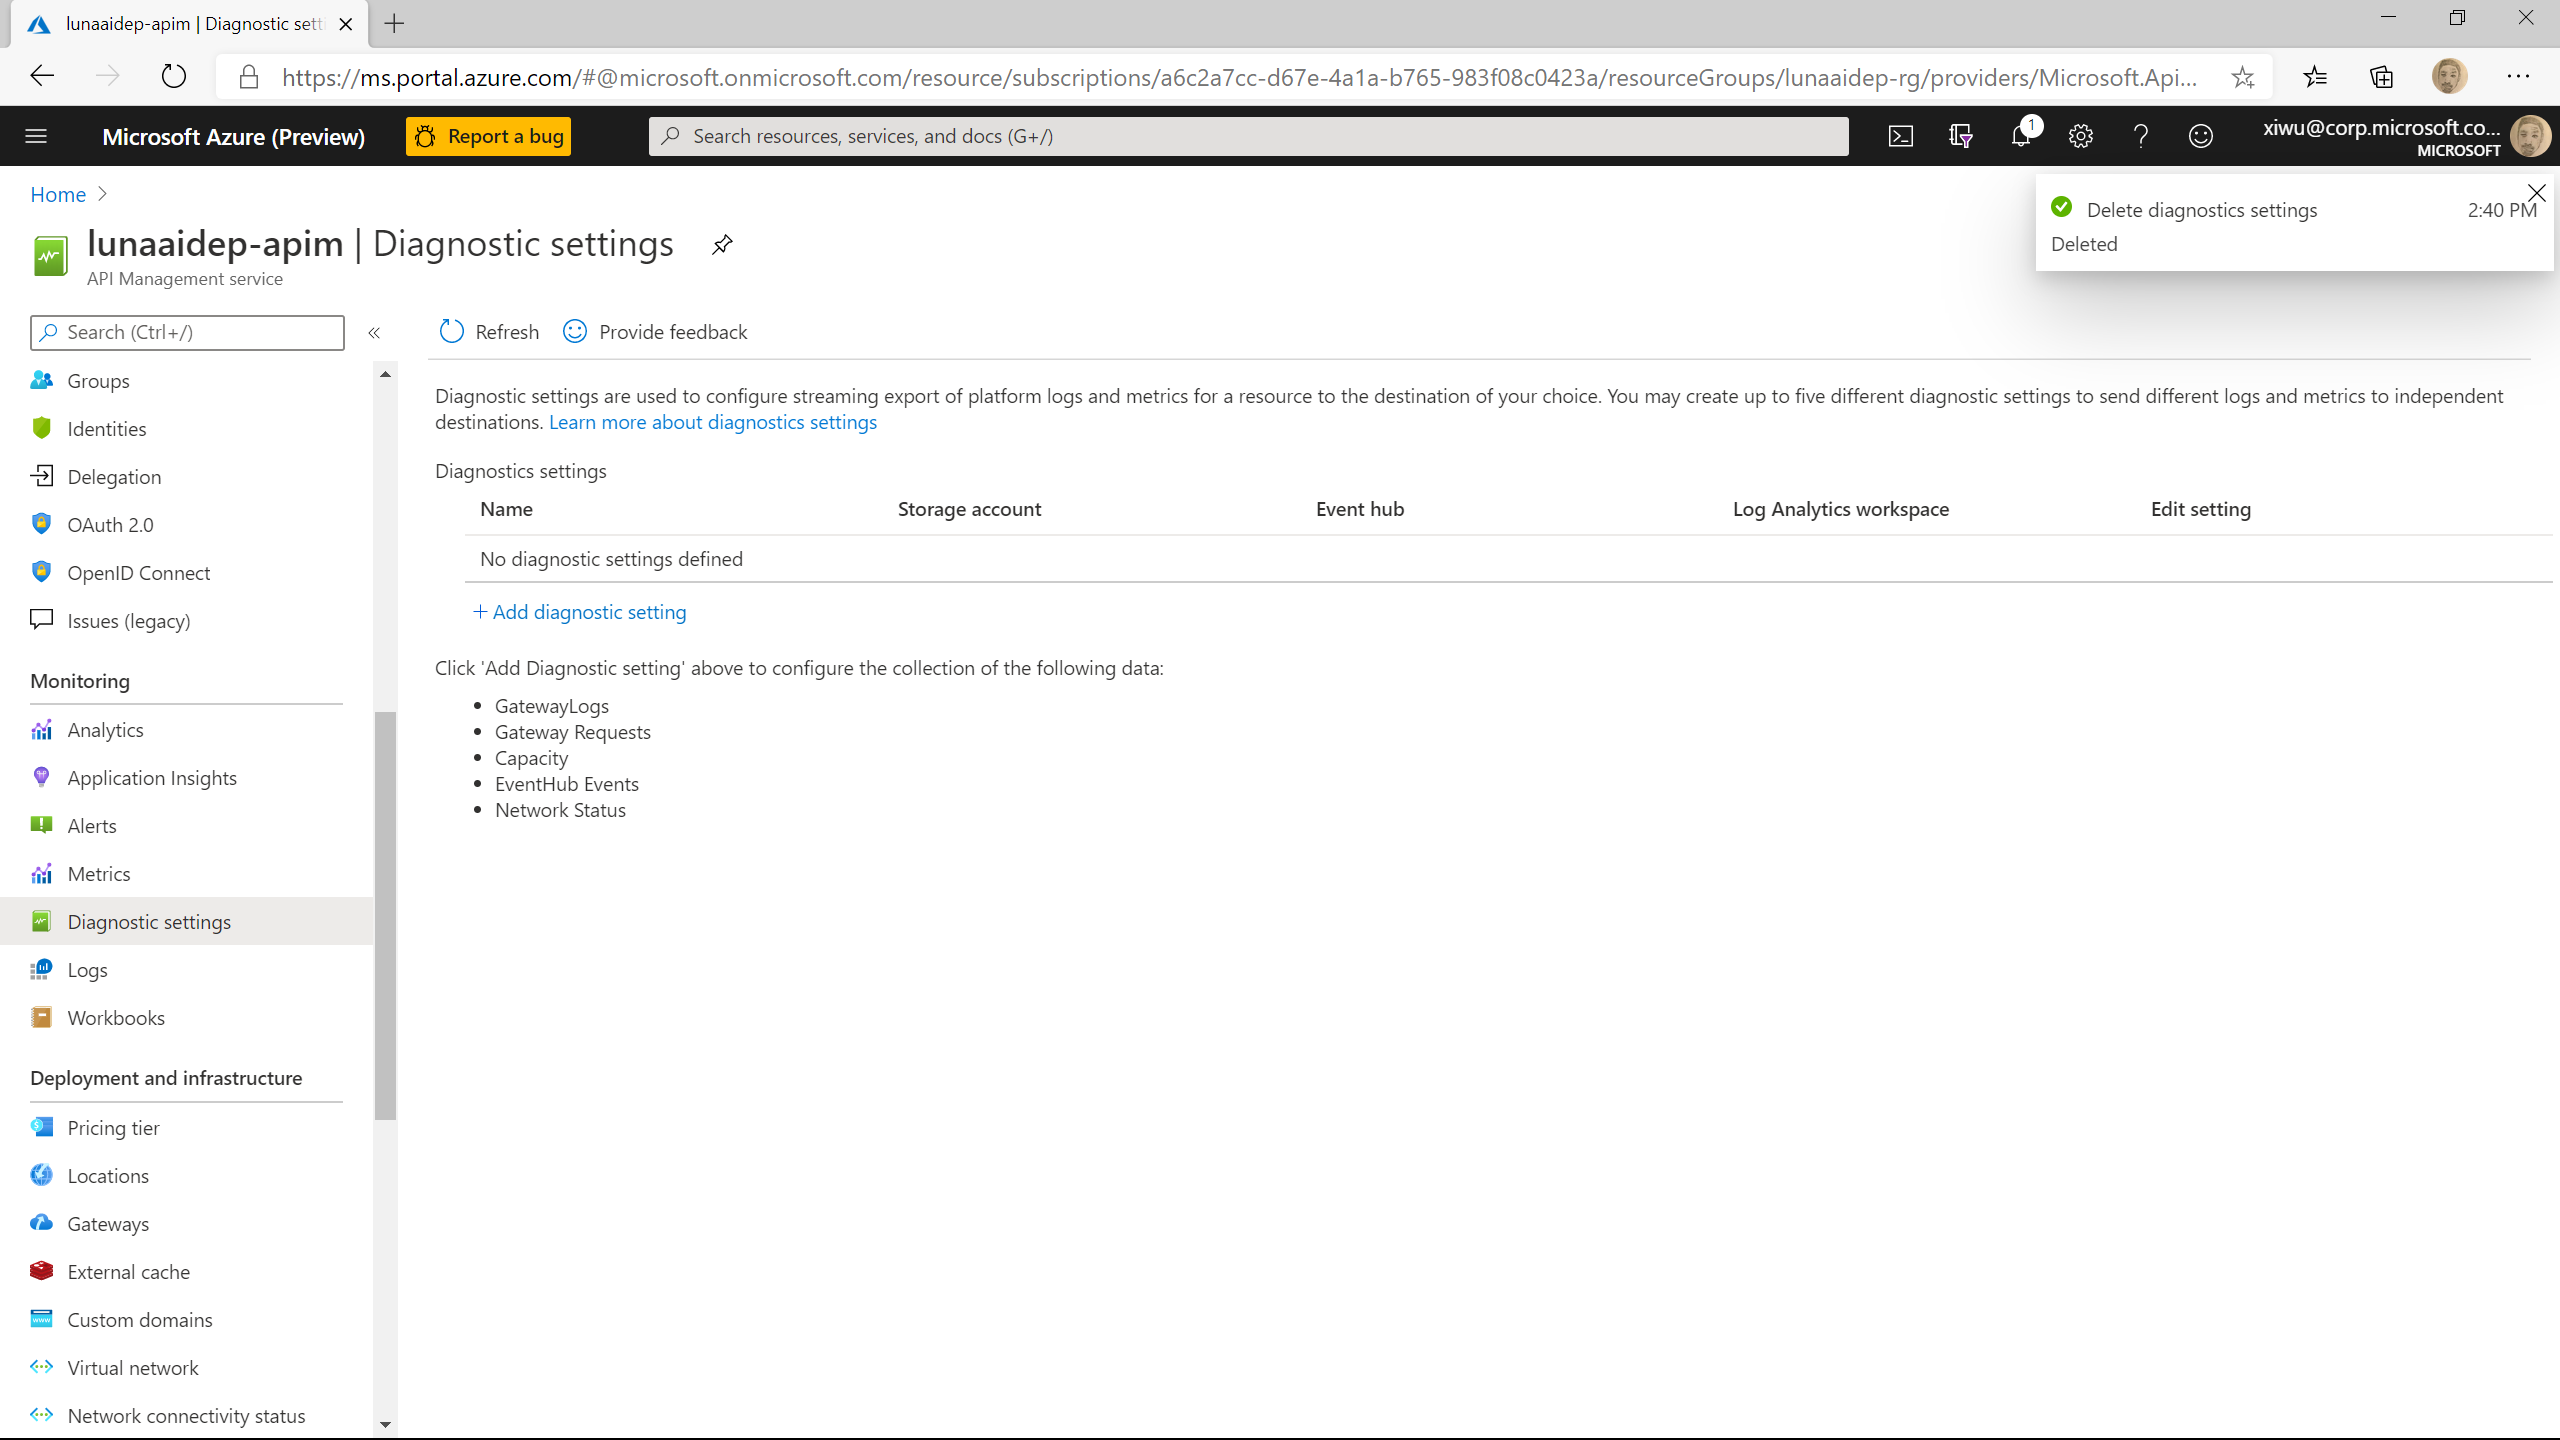 lunaaidep-apim | Diagnostic setti
https://ms.portal.azure.com/#@microsoft.onmicrosoft.com/resource/subscriptions/a6c2a7cc-d67e-4a1a-b765-983f08c0423a/resourceGroups/lunaaidep-rg/providers/Microsoft.Api...
Microsoft Azure (Preview)
Report a bug
Search resources, services, and docs (G+/)
1
xiwu@corp.microsoft.co...
MICROSOFT
Home
Delete diagnostics settings 2:40 PM
Deleted
lunaaidep-apim | Diagnostic settings
API Management service
Search (Ctrl+/)
«
Refresh
Provide feedback
Groups
Identities
Delegation
OAuth 2.0
OpenID Connect
Issues (legacy)
Monitoring
Analytics
Application Insights
Alerts
Metrics
Diagnostic settings
Logs
Workbooks
Deployment and infrastructure
Pricing tier
Locations
Gateways
External cache
Custom domains
Virtual network
Network connectivity status
Diagnostic settings are used to configure streaming export of platform logs and metrics for a resource to the destination of your choice. You may create up to five different diagnostic settings to send different logs and metrics to independent
destinations. Learn more about diagnostics settings
Diagnostics settings
Name Storage account Event hub Log Analytics workspace Edit setting
No diagnostic settings defined
+ Add diagnostic setting
Click 'Add Diagnostic setting' above to configure the collection of the following data:
• GatewayLogs
• Gateway Requests
• Capacity
• EventHub Events
• Network Status